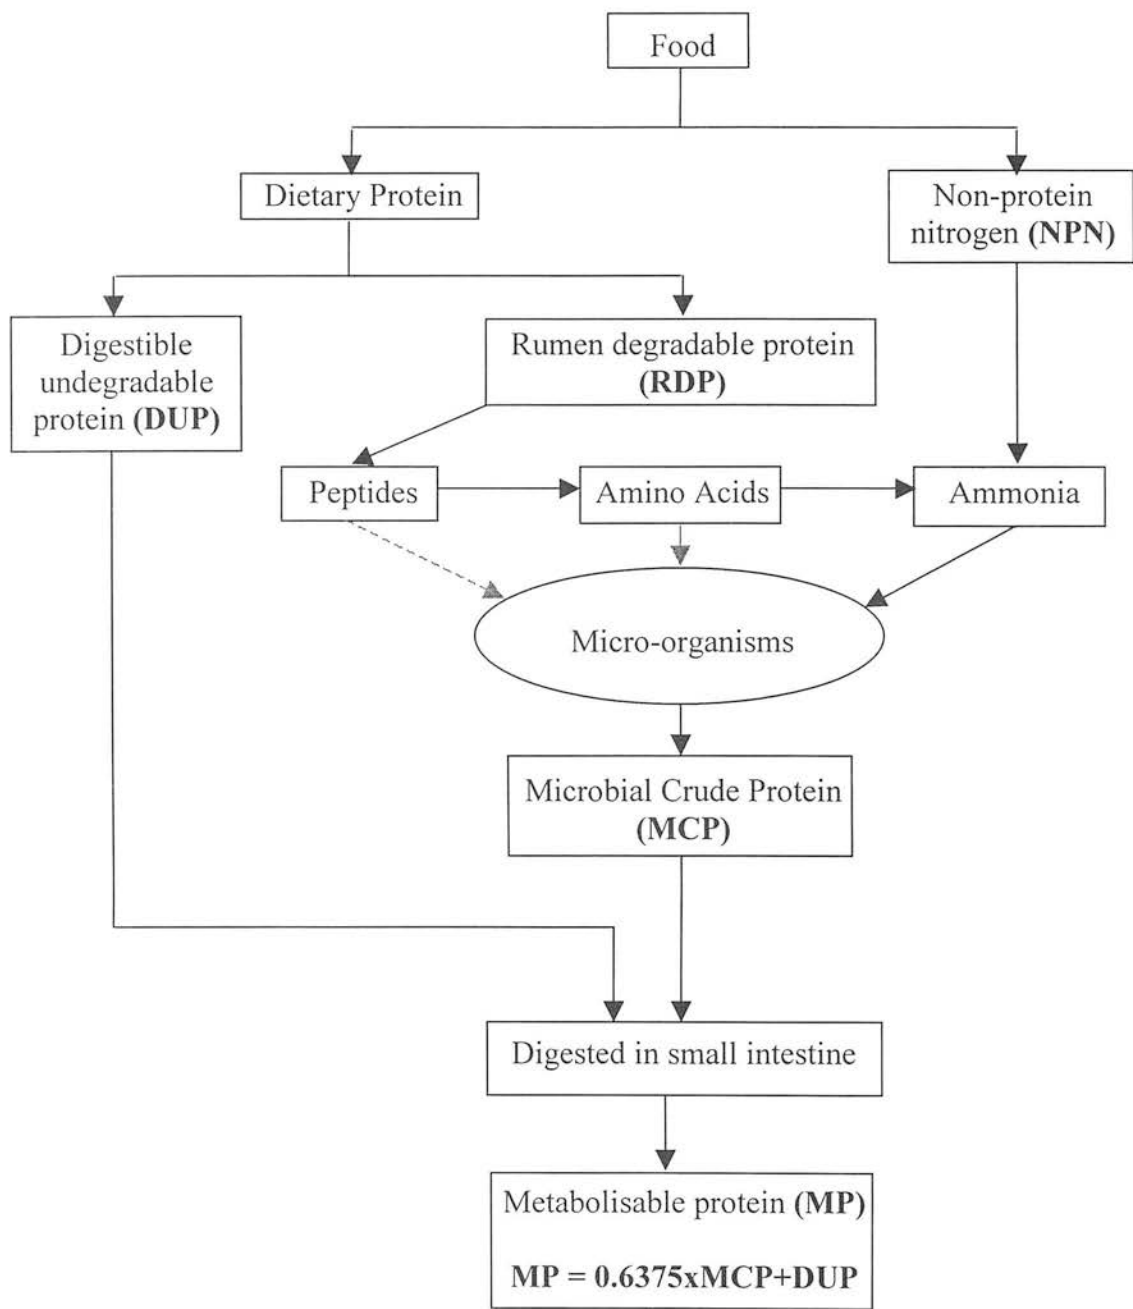 Food
Dietary Protein
Non-protein
nitrogen (NPN)
Digestible
undegradable
protein (DUP)
Rumen degradable protein
(RDP)
Peptides
Amino Acids
Ammonia
Micro-organisms
Microbial Crude Protein
(MCP)
Digested in small intestine
Metabolisable protein (MP)
MP = 0.6375xMCP+DUP